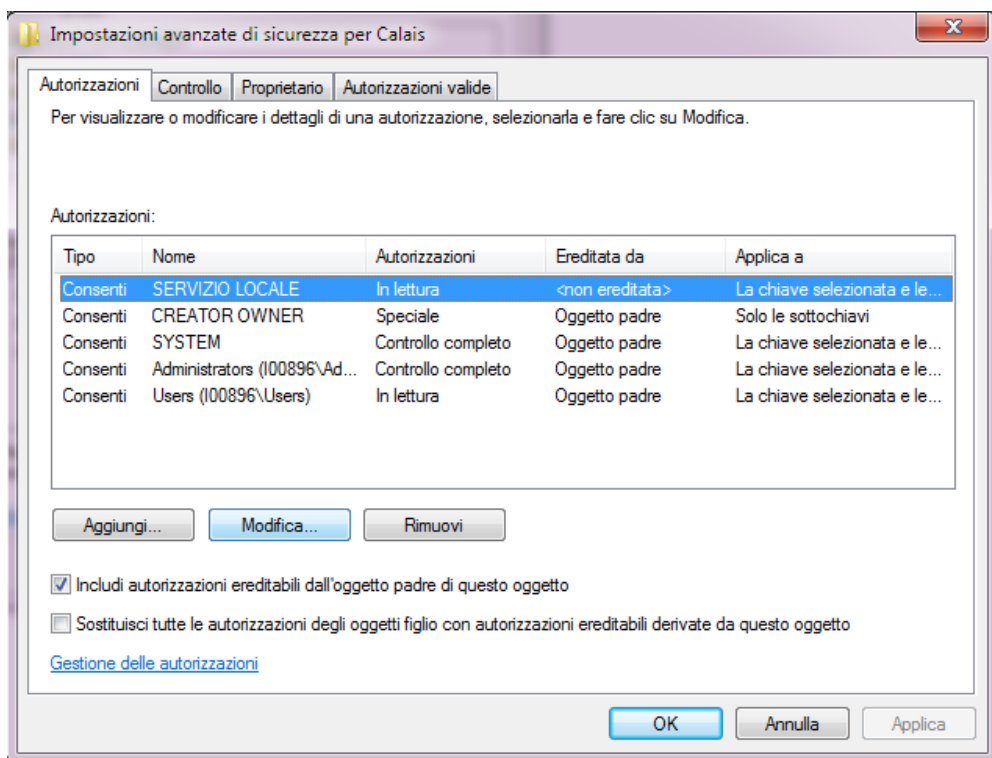 Impostazioni avanzate di sicurezza per Calais
Autorizzazioni Controllo Proprietario Autorizzazioni valide
Per visualizzare o modificare i dettagli di una autorizzazione, selezionarla e fare clic su Modifica.
Autorizzazioni:
Tipo Nome Autorizzazioni Ereditata da Applica a
Consenti SERVIZIO LOCALE In lettura <non ereditata> La chiave selezionata e le...
Consenti CREATOR OWNER Speciale Oggetto padre Solo le sottochiavi
Consenti SYSTEM Controllo completo Oggetto padre La chiave selezionata e le...
Consenti Administrators (I00896\Ad... Controllo completo Oggetto padre La chiave selezionata e le...
Consenti Users (I00896\Users) In lettura Oggetto padre La chiave selezionata e le...
Aggiungi... Modifica... Rimuovi
Includi autorizzazioni ereditabili dall'oggetto padre di questo oggetto
Sostituisci tutte le autorizzazioni degli oggetti figlio con autorizzazioni ereditabili derivate da questo oggetto
Gestione delle autorizzazioni
OK Annulla Applica